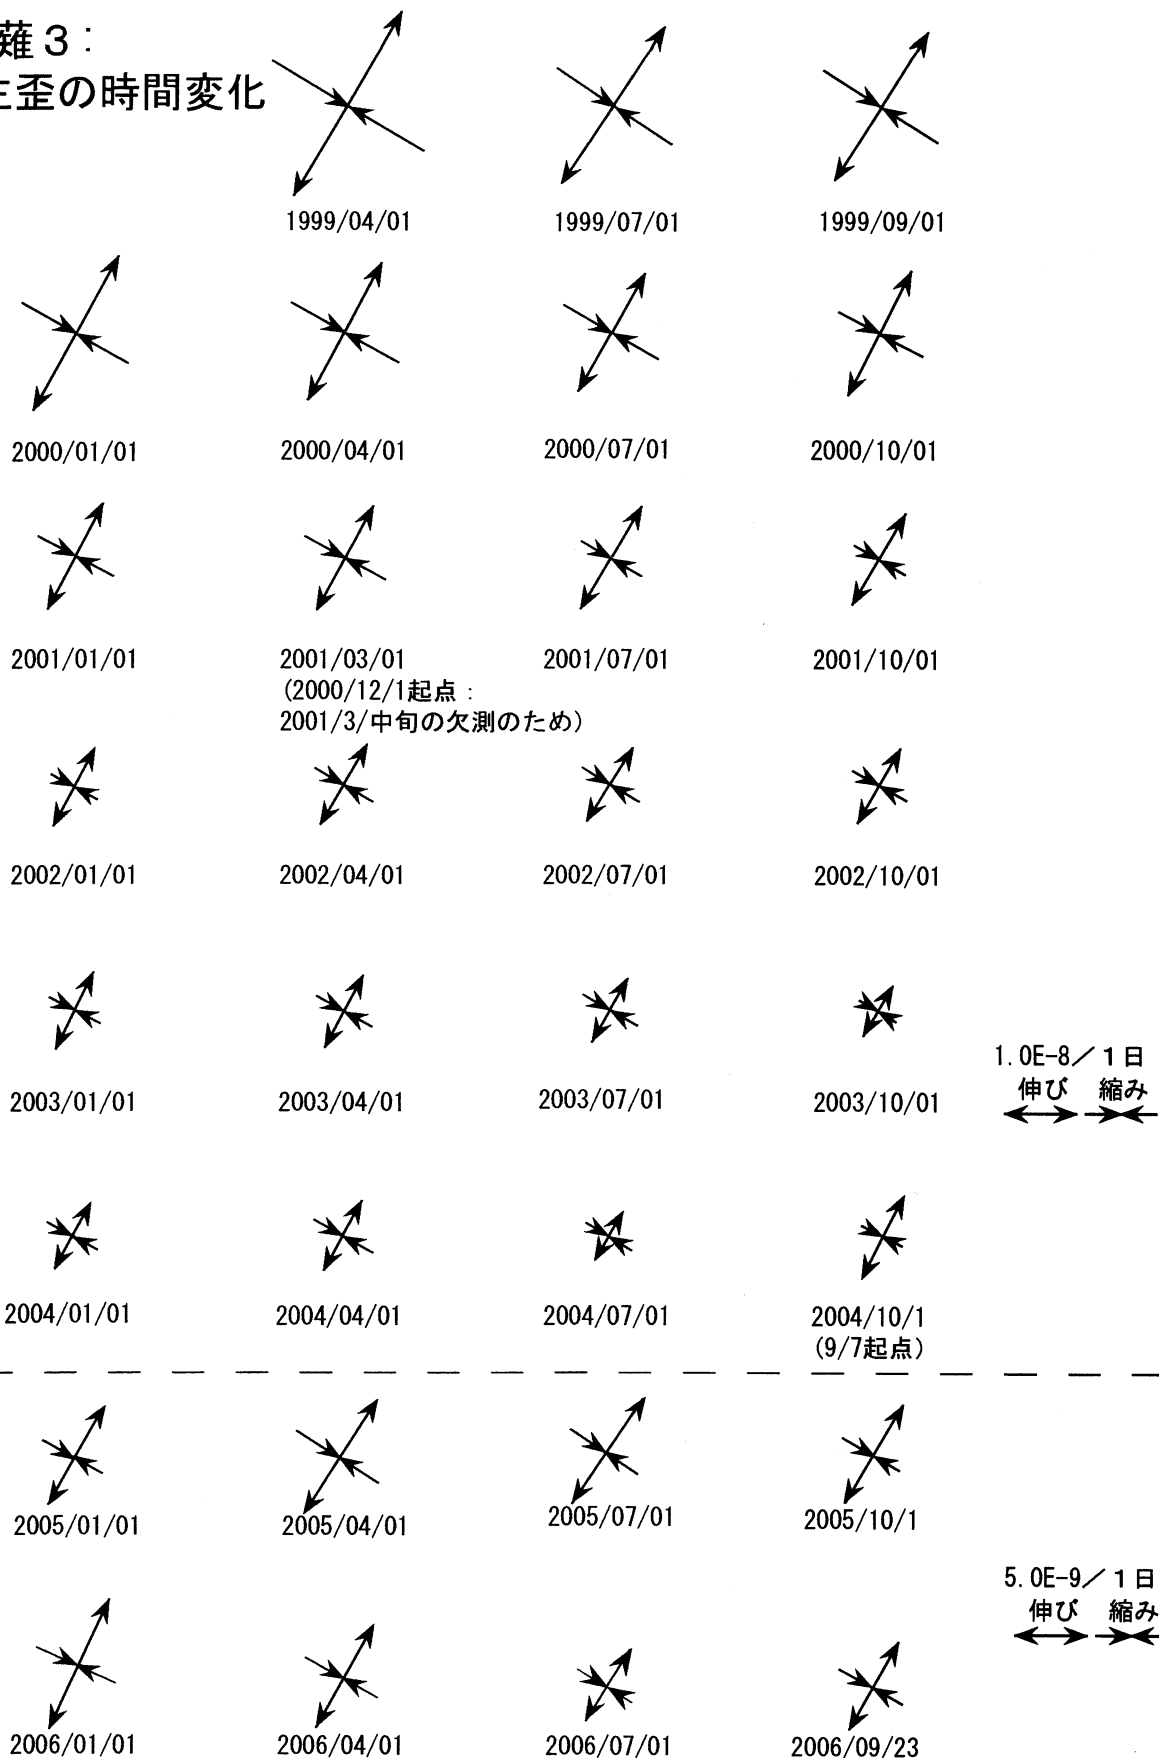 薙３:
主歪の時間変化
1999/04/01 1999/07/01 1999/09/01
2000/01/01 2000/04/01 2000/07/01 2000/10/01
2001/01/01 2001/03/01 2001/07/01 2001/10/01
(2000/12/1起点:
2001/3/中旬の欠測のため)
2002/01/01 2002/04/01 2002/07/01 2002/10/01
1.0E-8／１日
伸び 縮み
2003/01/01 2003/04/01 2003/07/01 2003/10/01
2004/01/01 2004/04/01 2004/07/01 2004/10/1
(9/7起点)
2005/01/01 2005/04/01 2005/07/01 2005/10/1
5.0E-9／１日
伸び 縮み
2006/01/01 2006/04/01 2006/07/01 2006/09/23